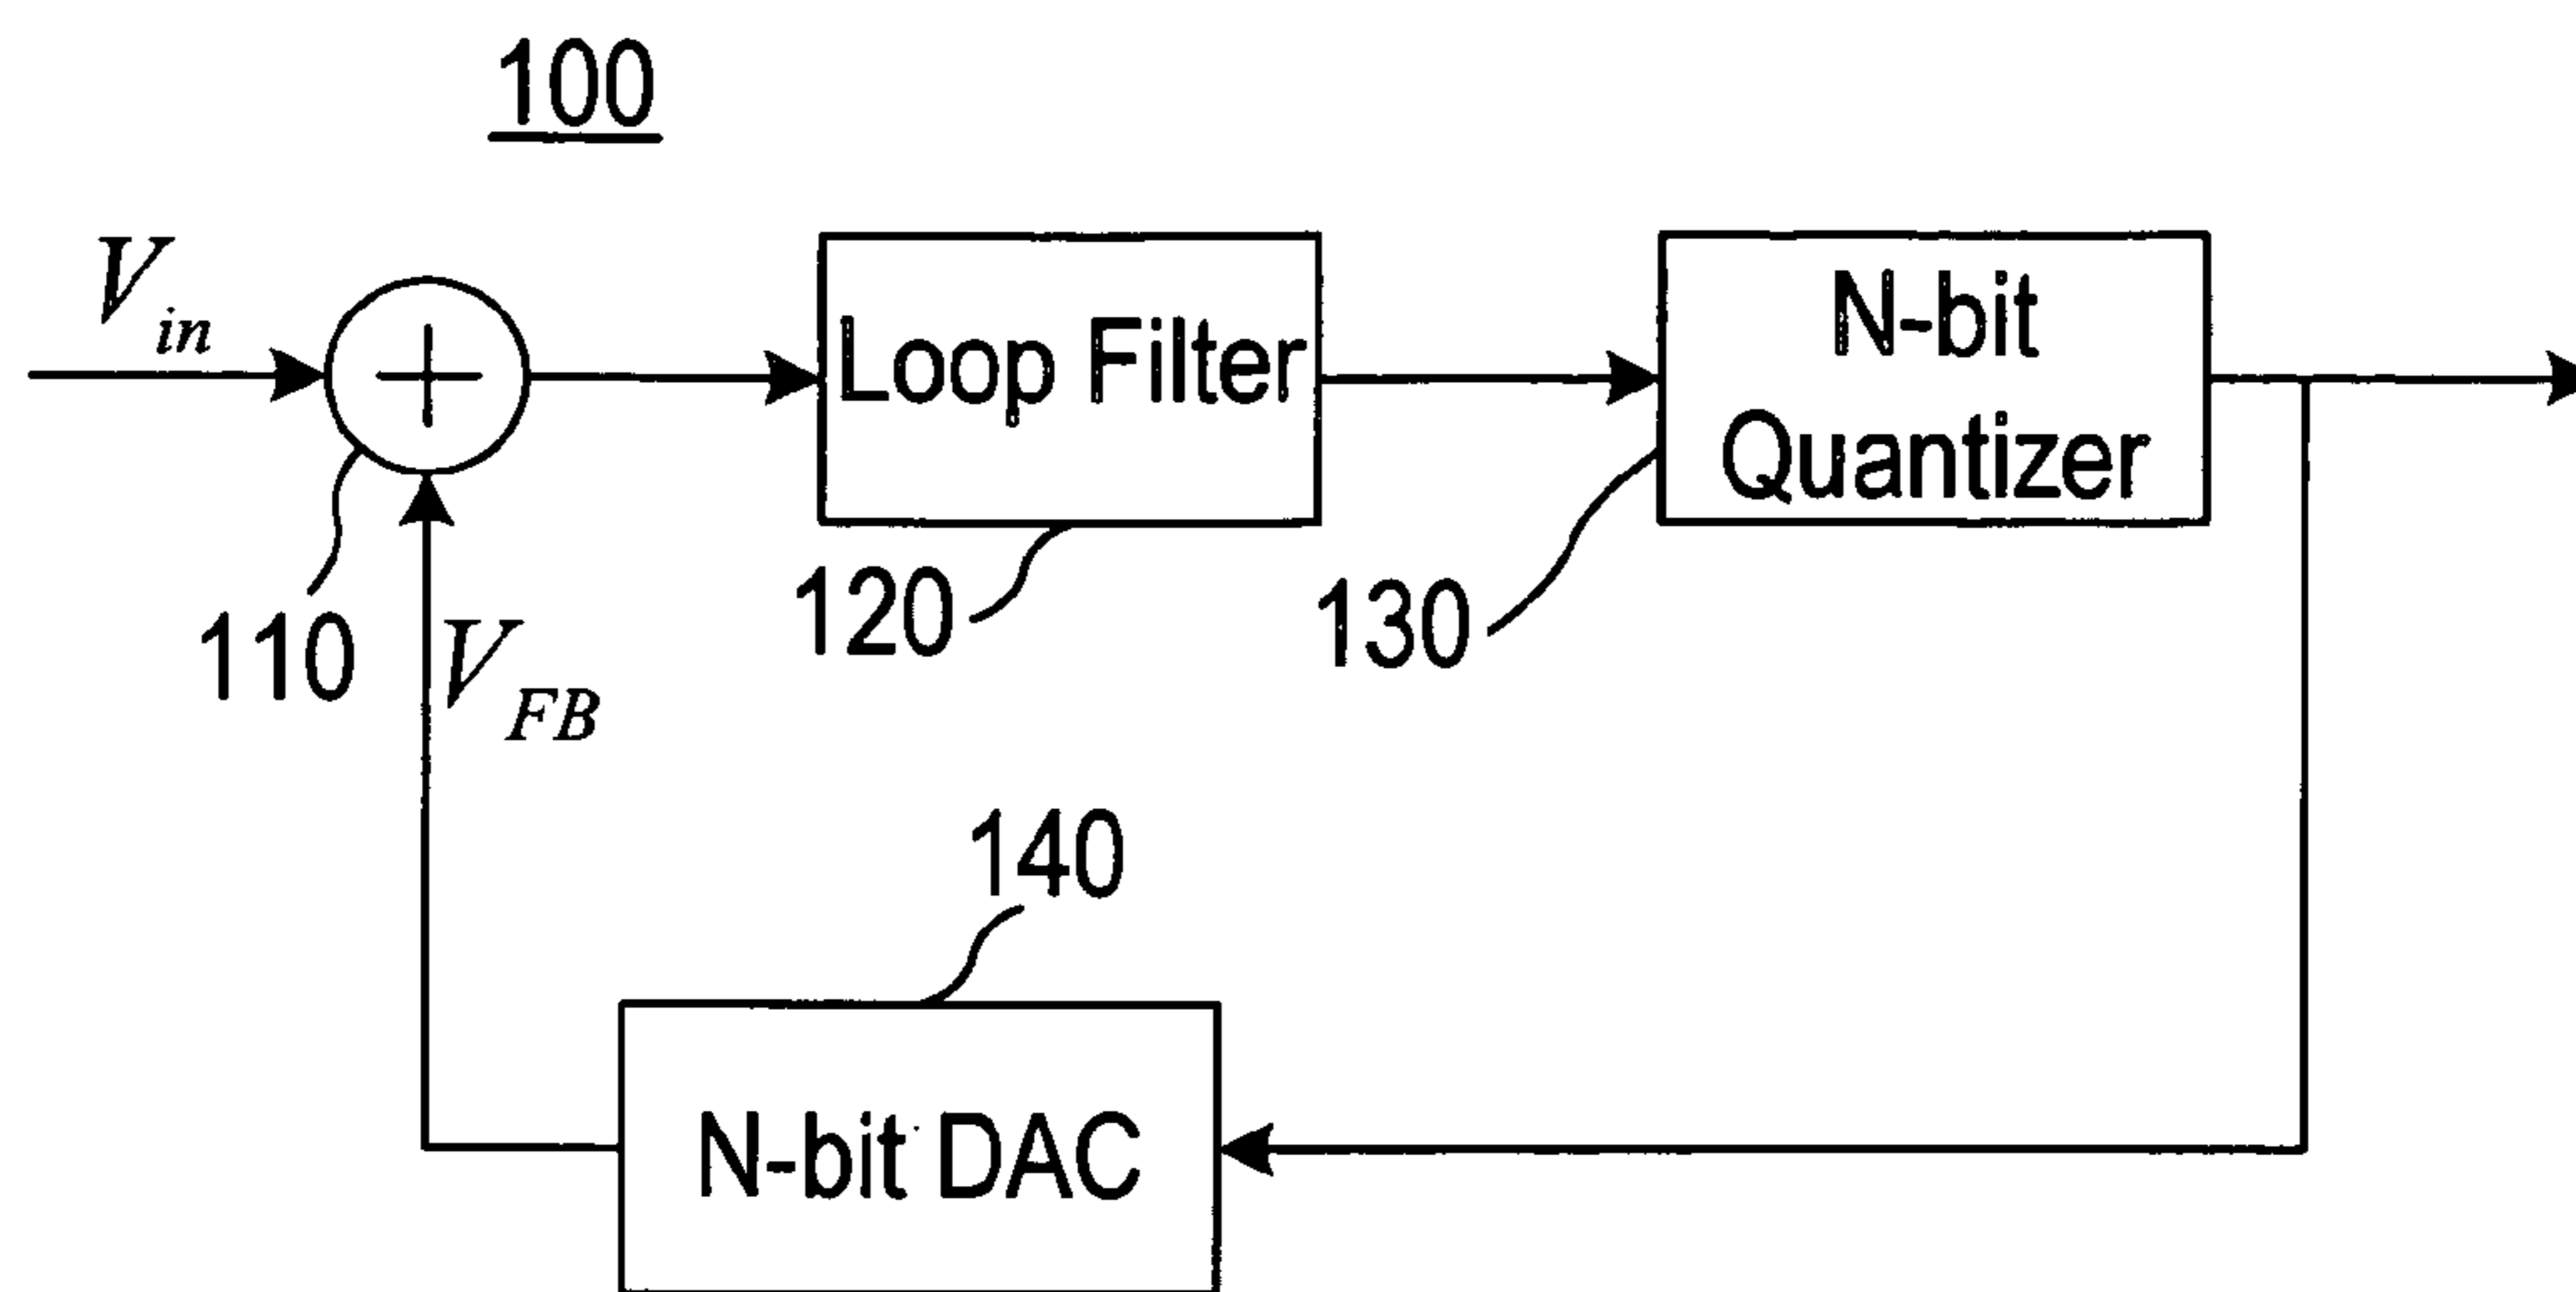 100
V_in
Loop Filter
N-bit
Quantizer
110
V_FB
120
130
140
N-bit DAC